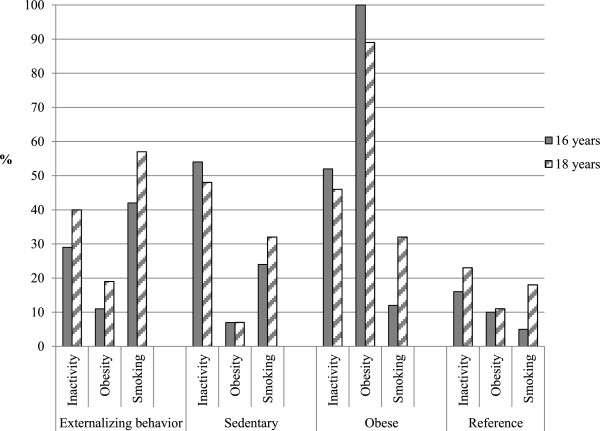 100
90
80
70
60
50
40
30
20
10
0
%
16 years
18 years
Inactivity
Obesity
Smoking
Inactivity
Obesity
Smoking
Inactivity
Obesity
Smoking
Inactivity
Obesity
Smoking
Externalizing behavior
Sedentary
Obese
Reference